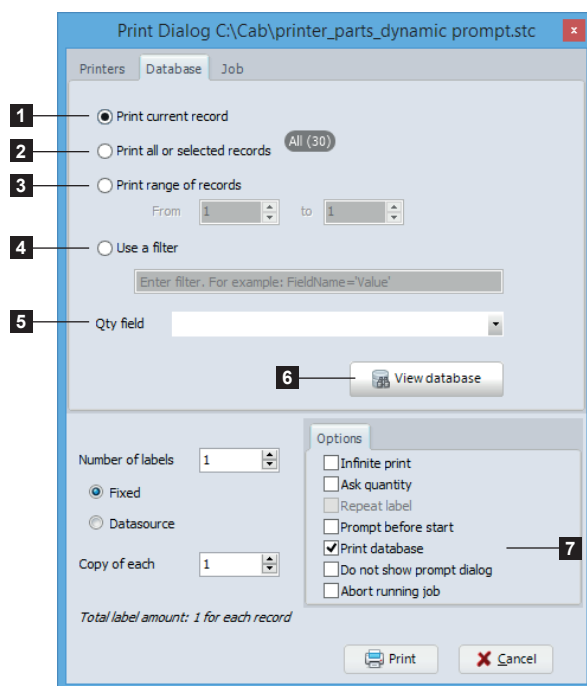 Print Dialog C:\Cab\printer_parts_dynamic prompt.stc x
Printers Database Job
1 Print current record
2 Print all or selected records All (30)
3 Print range of records
From 1 to 1
4 Use a filter
Enter filter. For example: FieldName='Value'
5 Qty field
6 View database
Number of labels 1
Fixed
Datasource
Copy of each 1
Total label amount: 1 for each record
Options
Infinite print
Ask quantity
Repeat label
Prompt before start
Print database 7
Do not show prompt dialog
Abort running job
Print Cancel